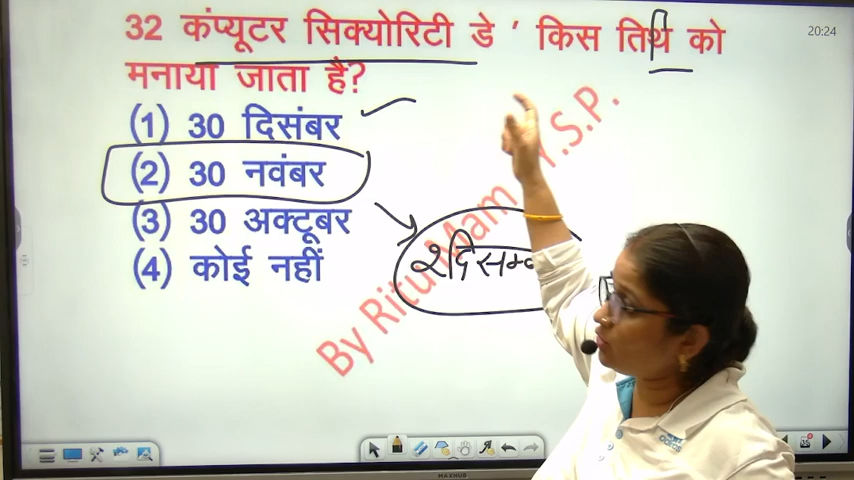 20:24
32 कंप्यूटर सिक्योरिटी डे ' किस तिथि को
मनाया जाता है?
(1) 30 दिसंबर
(2) 30 नवंबर
(3) 30 अक्टूबर
(4) कोई नहीं
By Ritu Mam Y.S.P.
MAXHUB